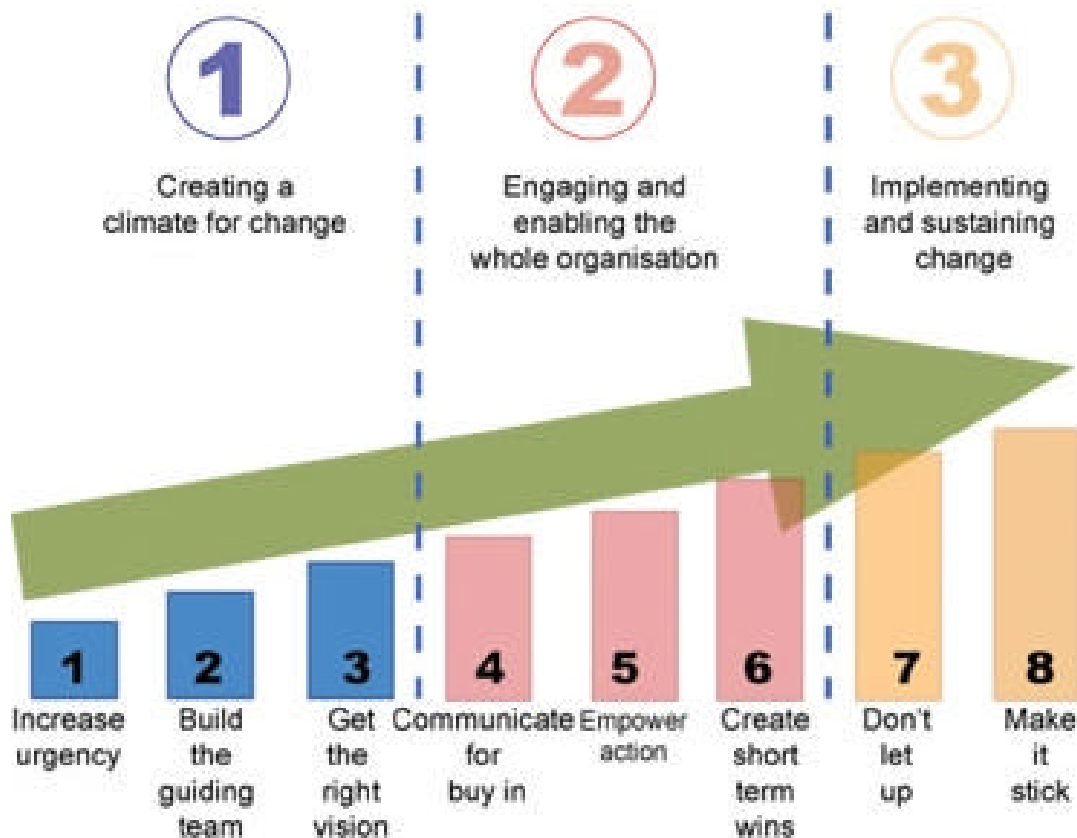 1
Creating a
climate for change
2
Engaging and
enabling the
whole organisation
3
Implementing
and sustaining
change
1
Increase
urgency
2
Build
the
guiding
team
3
Get
the
right
vision
4
Communicate
for
buy in
5
Empower
action
6
Create
short
term
wins
7
Don't
let
up
8
Make
it
stick